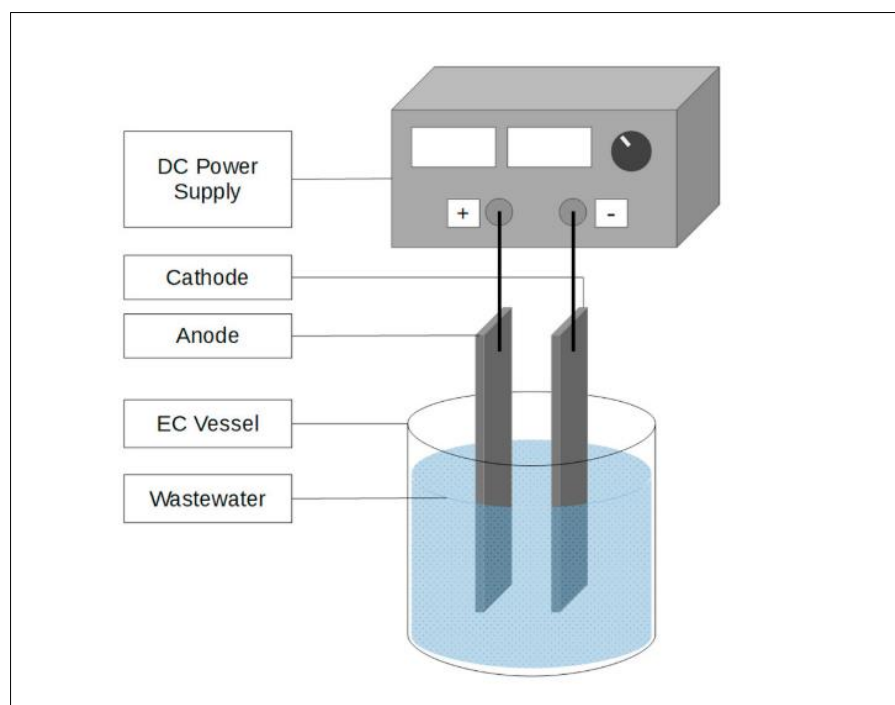 DC Power
Supply
+
-
Cathode
Anode
EC Vessel
Wastewater